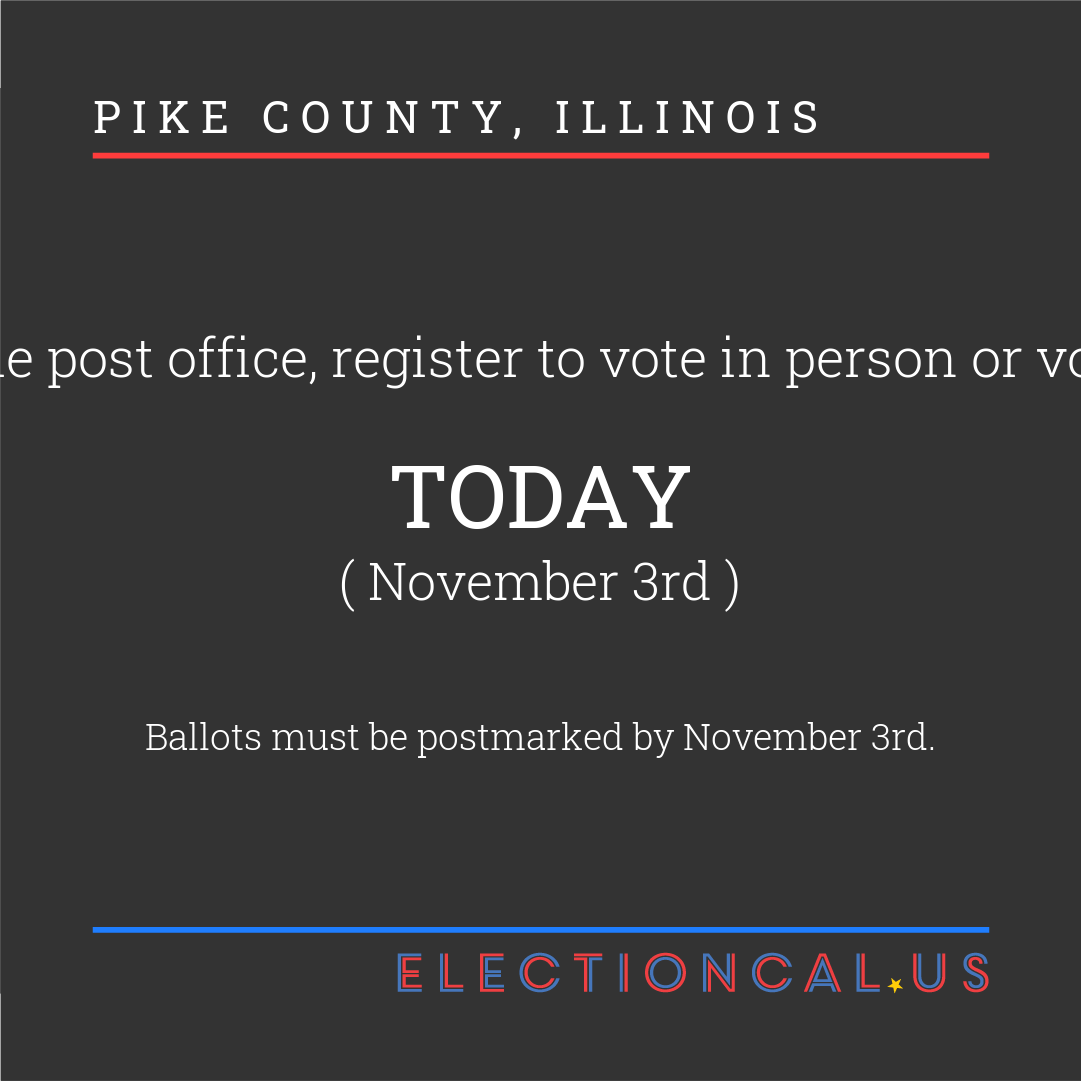 PIKE COUNTY, ILLINOIS
e post office, register to vote in person or vo
TODAY
( November 3rd )
Ballots must be postmarked by November 3rd.
ELECTIONCAL.US